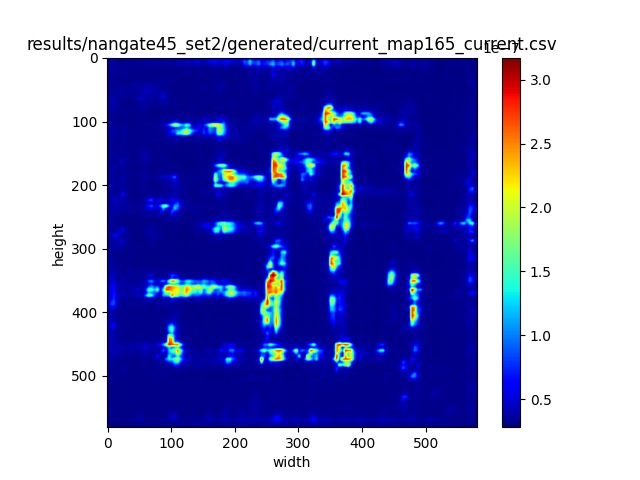 results/nangate45_set2/generated/current_map165_current.csv
1e−7
0
100
200
300
400
500
height
0 100 200 300 400 500
width
3.0
2.5
2.0
1.5
1.0
0.5